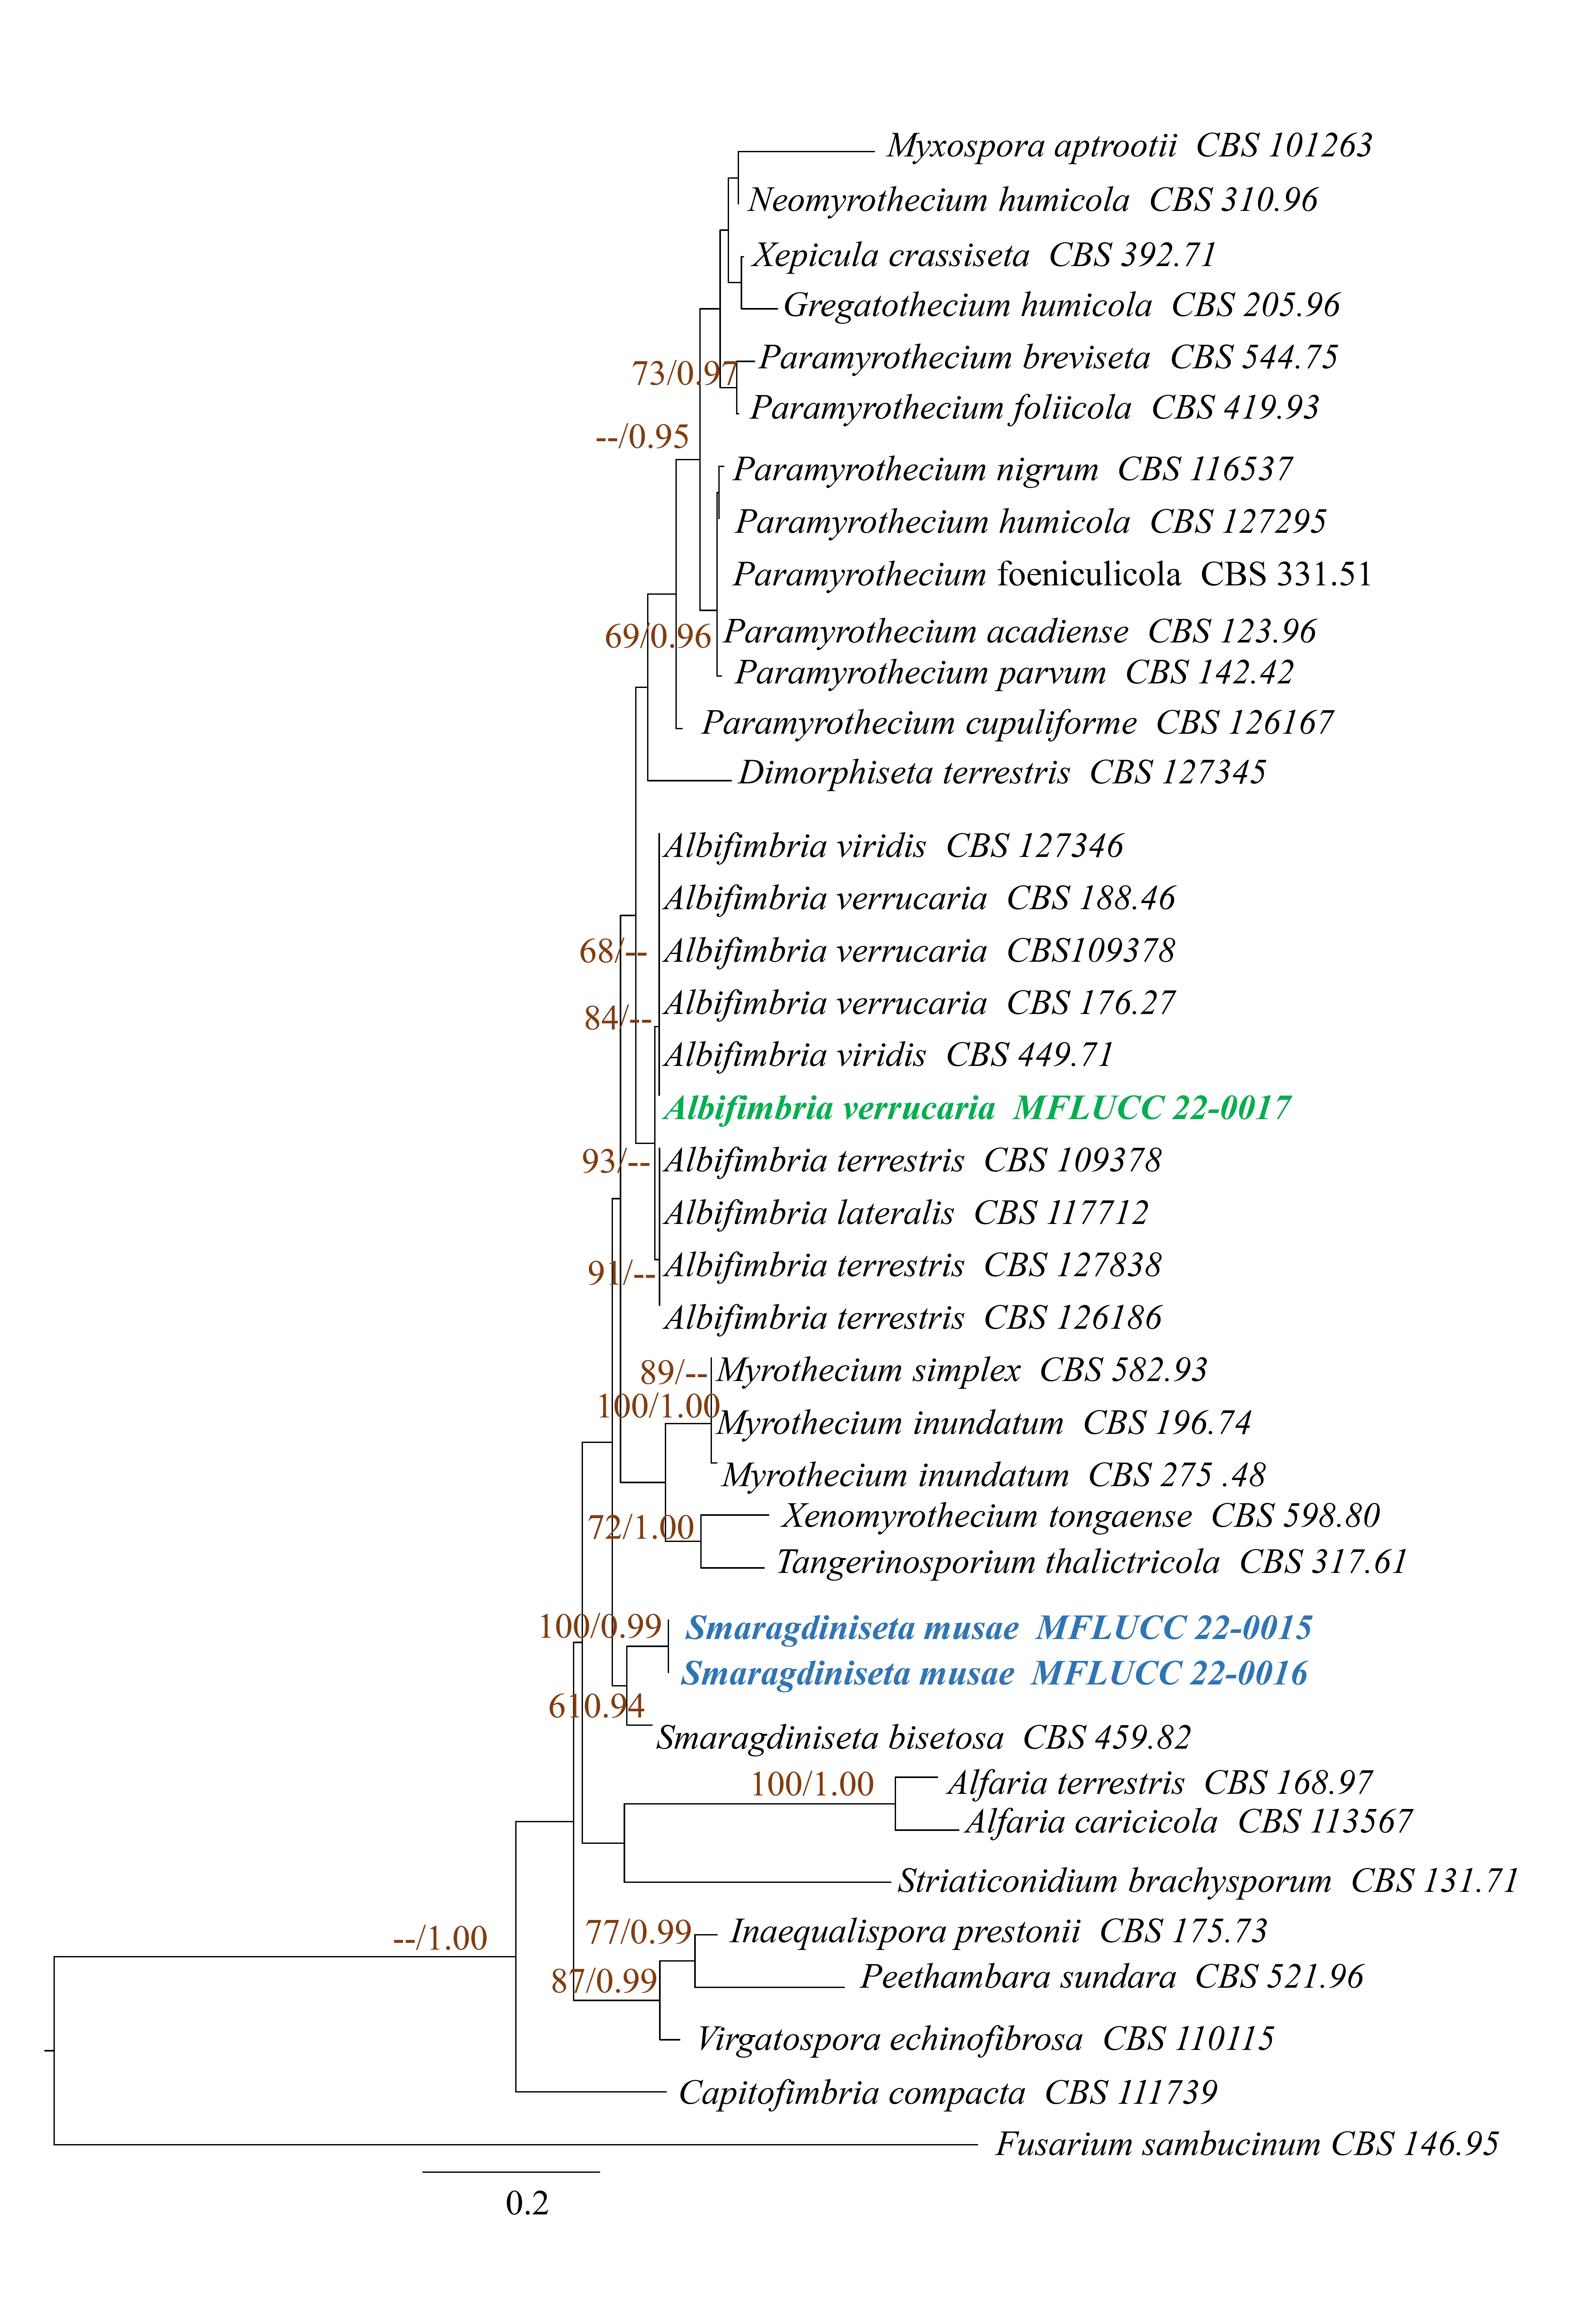 Myxospora aptrootii CBS 101263
Neomyrothecium humicola CBS 310.96
Xepicula crassiseta CBS 392.71
Gregatothecium humicola CBS 205.96
Paramyrothecium breviseta CBS 544.75
73/0.97
Paramyrothecium foliicola CBS 419.93
--/0.95
Paramyrothecium nigrum CBS 116537
Paramyrothecium humicola CBS 127295
Paramyrothecium foeniculicola CBS 331.51
Paramyrothecium acadiense CBS 123.96
69/0.96
Paramyrothecium parvum CBS 142.42
Paramyrothecium cupuliforme CBS 126167
Dimorphiseta terrestris CBS 127345
Albifimbria viridis CBS 127346
Albifimbria verrucaria CBS 188.46
68/--
Albifimbria verrucaria CBS109378
Albifimbria verrucaria CBS 176.27
84/--
Albifimbria viridis CBS 449.71
Albifimbria verrucaria MFLUCC 22-0017
93/--
Albifimbria terrestris CBS 109378
Albifimbria lateralis CBS 117712
Albifimbria terrestris CBS 127838
91/--
Albifimbria terrestris CBS 126186
89/--
Myrothecium simplex CBS 582.93
100/1.00
Myrothecium inundatum CBS 196.74
Myrothecium inundatum CBS 275 .48
Xenomyrothecium tongaense CBS 598.80
72/1.00
Tangerinosporium thalictricola CBS 317.61
100/0.99
Smaragdiniseta musae MFLUCC 22-0015
Smaragdiniseta musae MFLUCC 22-0016
610.94
Smaragdiniseta bisetosa CBS 459.82
100/1.00
Alfaria terrestris CBS 168.97
Alfaria caricicola CBS 113567
Striaticonidium brachysporum CBS 131.71
77/0.99
Inaequalispora prestonii CBS 175.73
--/1.00
87/0.99
Peethambara sundara CBS 521.96
Virgatospora echinofibrosa CBS 110115
Capitofimbria compacta CBS 111739
Fusarium sambucinum CBS 146.95
0.2